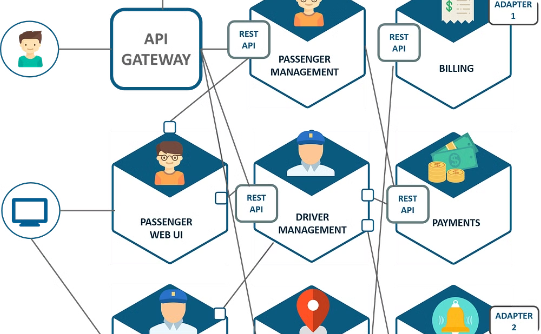 ADAPTER
1
REST
API
REST
API
API
GATEWAY
PASSENGER
MANAGEMENT
BILLING
REST
API
REST
API
PASSENGER
WEB UI
DRIVER
MANAGEMENT
PAYMENTS
ADAPTER
2